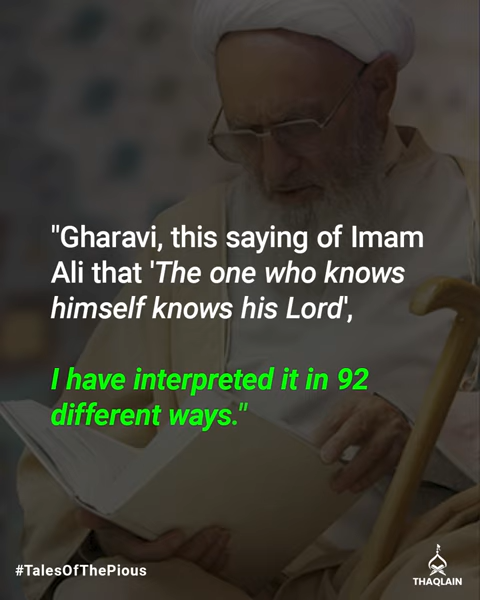 "Gharavi, this saying of Imam
Ali that 'The one who knows
himself knows his Lord',
I have interpreted it in 92
different ways."
#TalesOfThePious
THAQLAIN